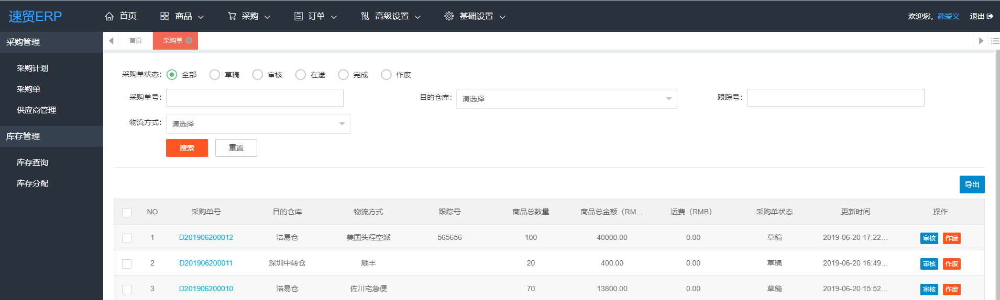 速贸ERP 首页 商品 采购 订单 高级设置 基础设置 欢迎您，葬爱义 退出
采购管理
采购计划
采购单
供应商管理
库存管理
库存查询
库存分配
首页 采购单
采购单状态： 全部 草稿 审核 在途 完成 作废
采购单号： 目的仓库： 请选择 跟踪号：
物流方式： 请选择
搜索 重置
导出
NO 采购单号 目的仓库 物流方式 跟踪号 商品总数量 商品总金额（RM... 运费（RMB） 采购单状态 更新时间 操作
1 D201906200012 浩易仓 美国头程空派 565656 100 40000.00 0.00 草稿 2019-06-20 17:22... 审核 作废
2 D201906200011 深圳中转仓 顺丰 20 400.00 0.00 草稿 2019-06-20 16:49... 审核 作废
3 D201906200010 浩易仓 佐川宅急便 70 13800.00 0.00 草稿 2019-06-20 15:52... 审核 作废